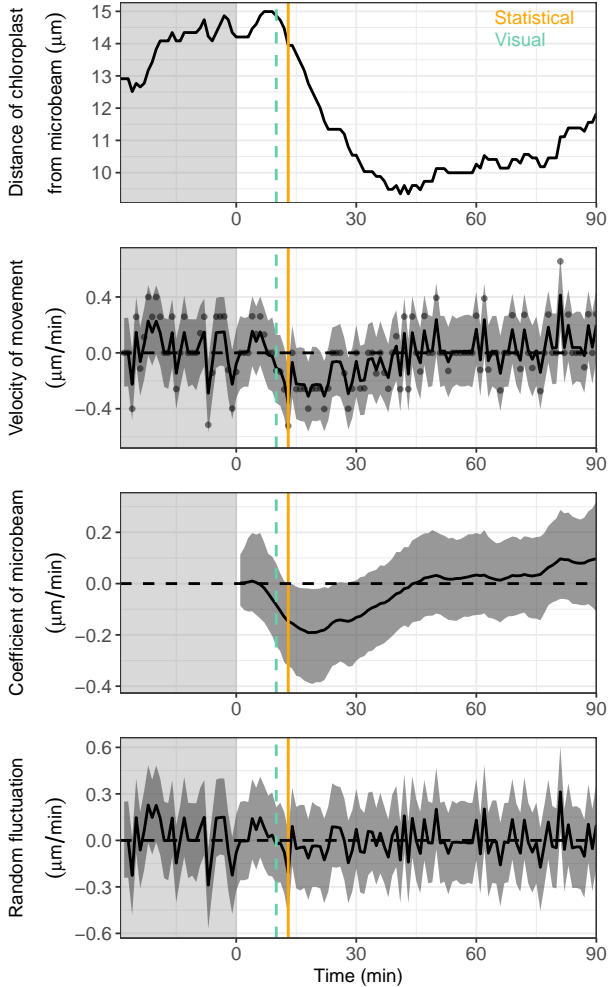 Distance of chloroplast
from microbeam (μm)
15
14
13
12
11
10
Statistical
Visual
0 30 60 90
Velocity of movement
(μm/min)
0.4
0.0
−0.4
0 30 60 90
Coefficient of microbeam
(μm/min)
0.2
0.0
−0.2
−0.4
0 30 60 90
Random fluctuation
(μm/min)
0.6
0.3
0.0
−0.3
−0.6
0 30 60 90
Time (min)